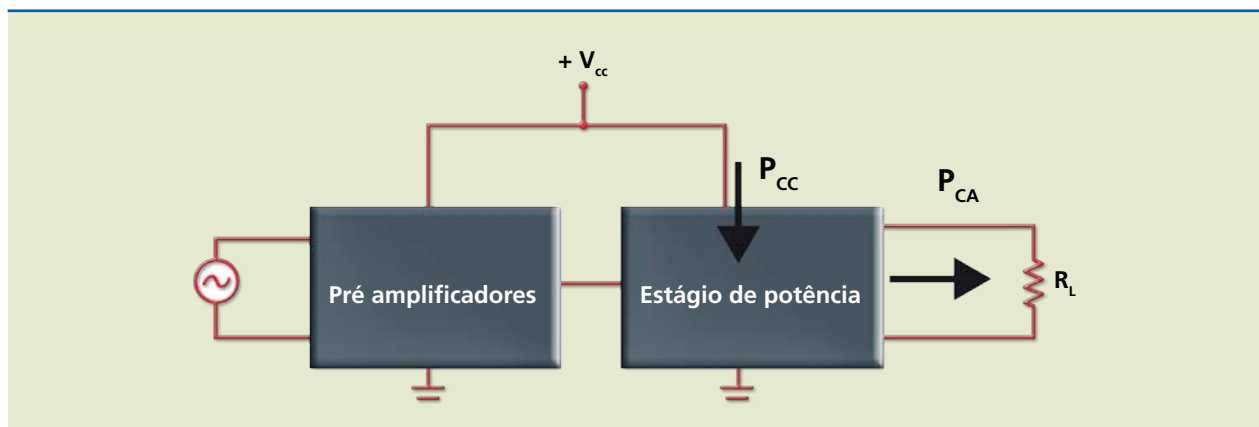 + Vcc
PCC
PCA
Pré amplificadores
Estágio de potência
RL